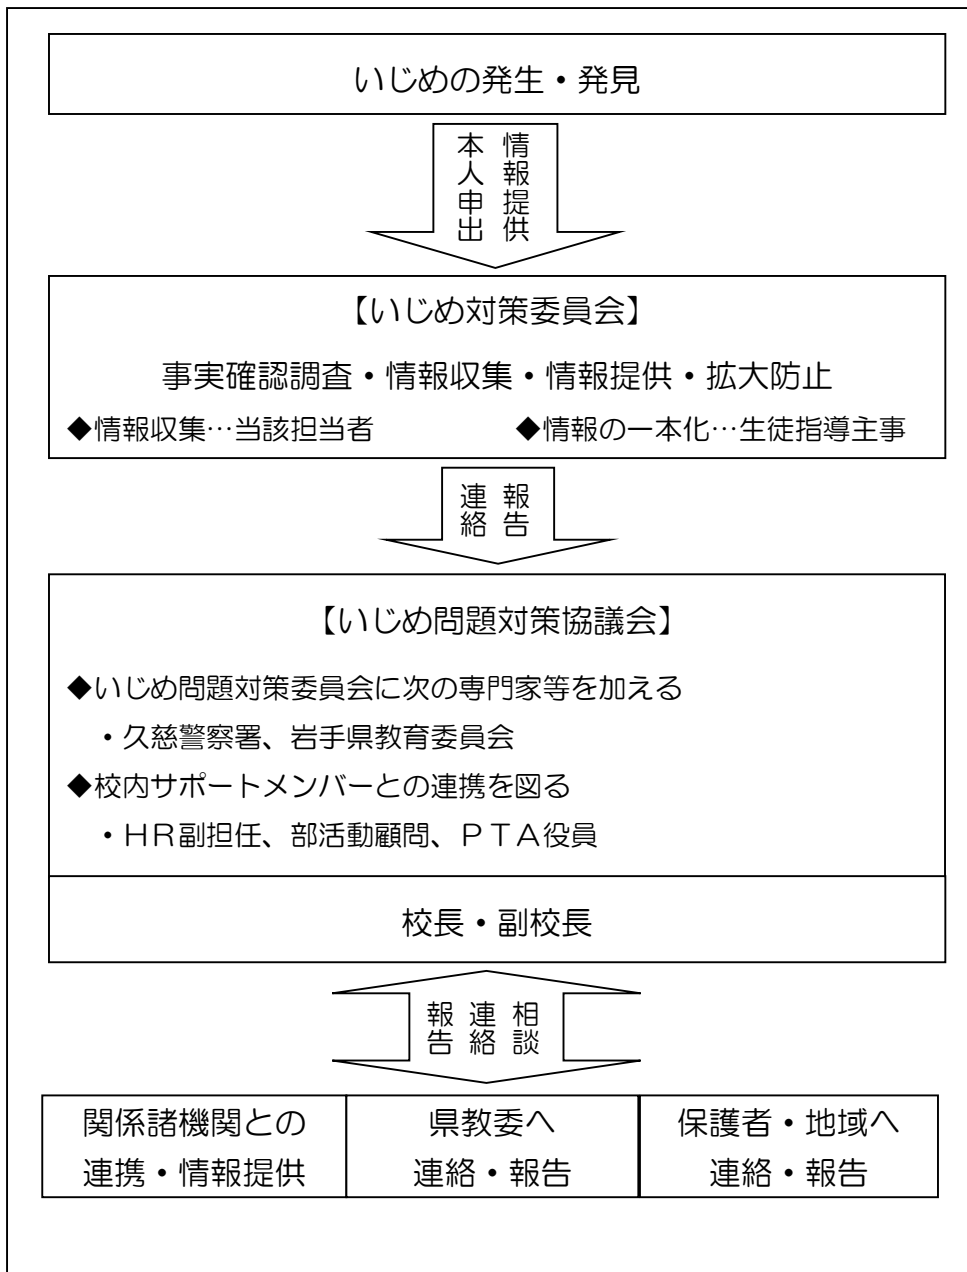 いじめの発生・発見
情報提供
本人申出
【いじめ対策委員会】
事実確認調査・情報収集・情報提供・拡大防止
◆情報収集…当該担当者
◆情報の一本化…生徒指導主事
報告
連絡
【いじめ問題対策協議会】
◆いじめ問題対策委員会に次の専門家等を加える
・久慈警察署、岩手県教育委員会
◆校内サポートメンバーとの連携を図る
・ＨＲ副担任、部活動顧問、ＰＴＡ役員
校長・副校長
相談
連絡
報告
関係諸機関との
連携・情報提供
県教委へ
連絡・報告
保護者・地域へ
連絡・報告